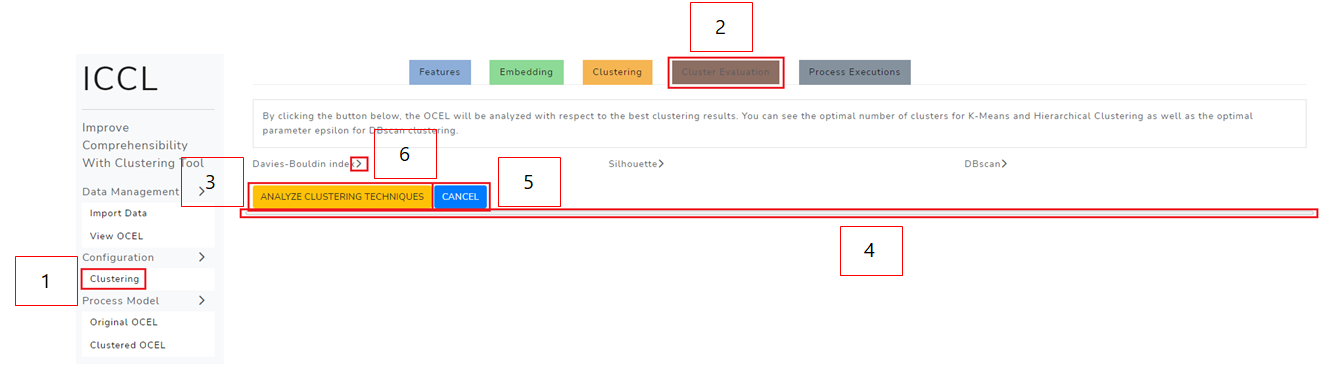 2
ICCL
Features Embedding Clustering Cluster Evaluation Process Executions
Improve
Comprehensibility
With Clustering Tool
By clicking the button below, the OCEL will be analyzed with respect to the best clustering results. You can see the optimal number of clusters for K-Means and Hierarchical Clustering as well as the optimal
parameter epsilon for DBscan clustering.
Davies-Bouldin index Silhouette DBscan
6
3
5
ANALYZE CLUSTERING TECHNIQUES CANCEL
4
Data Management
Import Data
View OCEL
Configuration
1
Clustering
Process Model
Original OCEL
Clustered OCEL